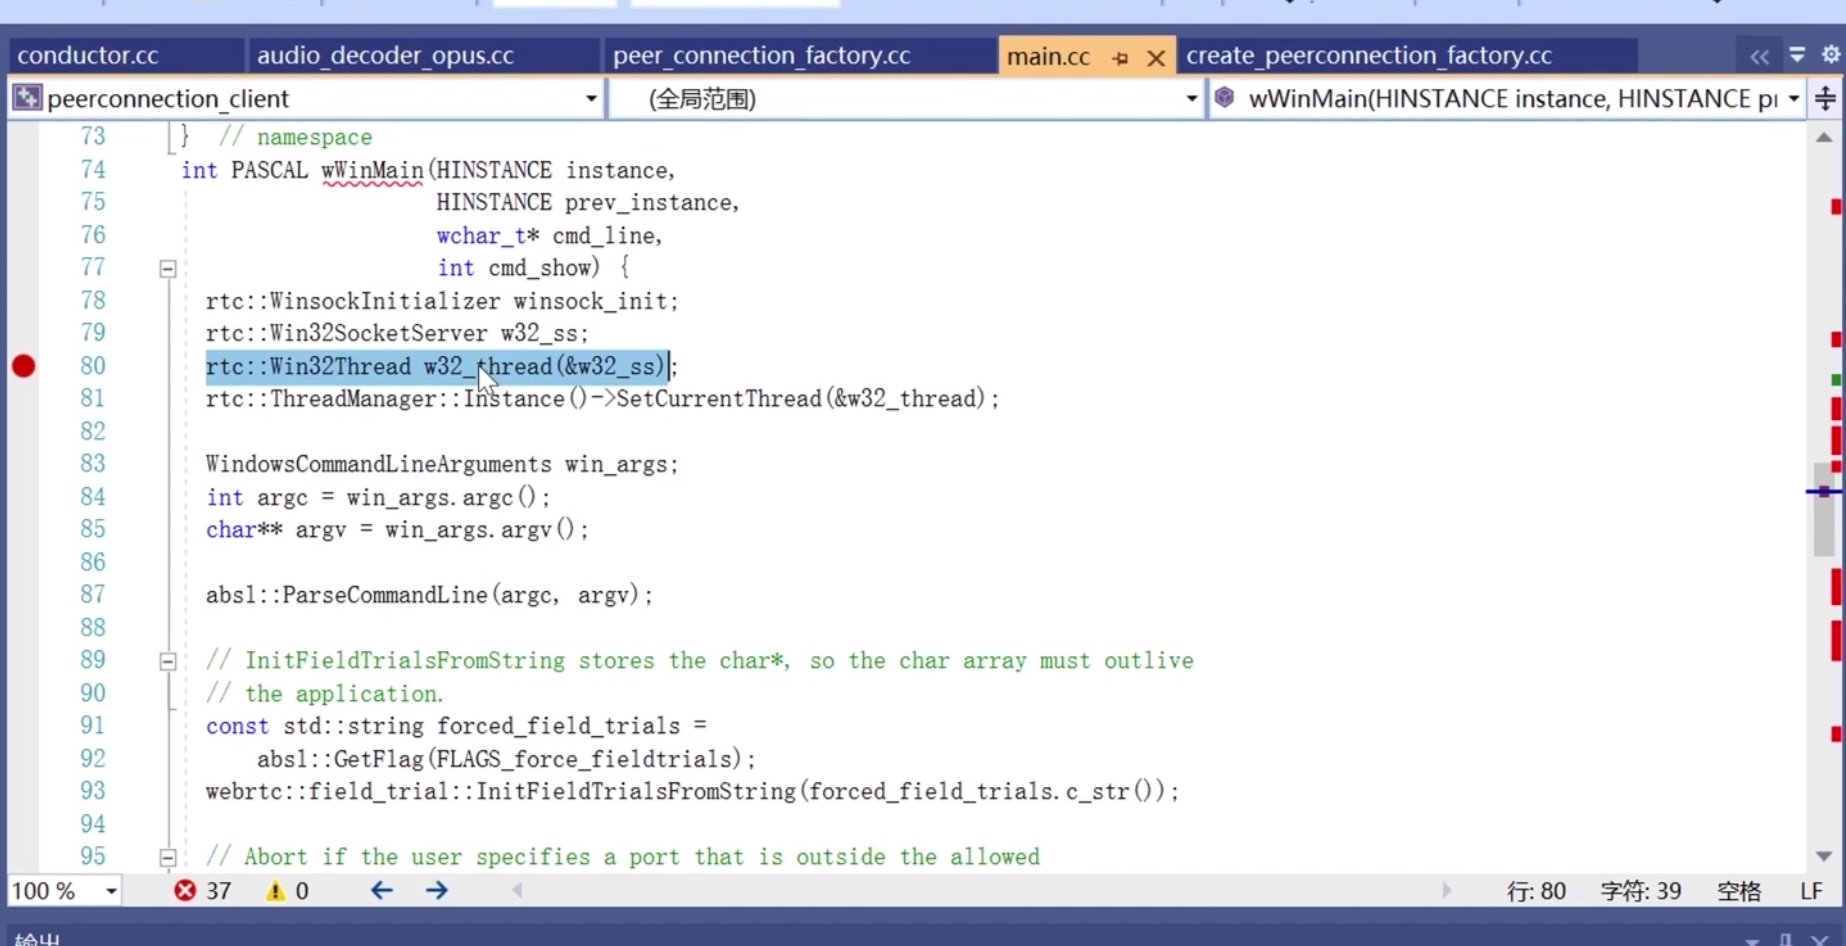 conductor.cc audio_decoder_opus.cc peer_connection_factory.cc main.cc create_peerconnection_factory.cc
peerconnection_client (全局范围) wWinMain(HINSTANCE instance, HINSTANCE pr
73 } // namespace
74 int PASCAL wWinMain(HINSTANCE instance,
75 HINSTANCE prev_instance,
76 wchar_t* cmd_line,
77 int cmd_show) {
78 rtc::WinsockInitializer winsock_init;
79 rtc::Win32SocketServer w32_ss;
80 rtc::Win32Thread w32_thread(&w32_ss);
81 rtc::ThreadManager::Instance()->SetCurrentThread(&w32_thread);
82
83 WindowsCommandLineArguments win_args;
84 int argc = win_args.argc();
85 char** argv = win_args.argv();
86
87 absl::ParseCommandLine(argc, argv);
88
89 // InitFieldTrialsFromString stores the char*, so the char array must outlive
90 // the application.
91 const std::string forced_field_trials =
92 absl::GetFlag(FLAGS_force_fieldtrials);
93 webrtc::field_trial::InitFieldTrialsFromString(forced_field_trials.c_str());
94
95 // Abort if the user specifies a port that is outside the allowed
100 % 37 0 行: 80 字符: 39 空格 LF
输出